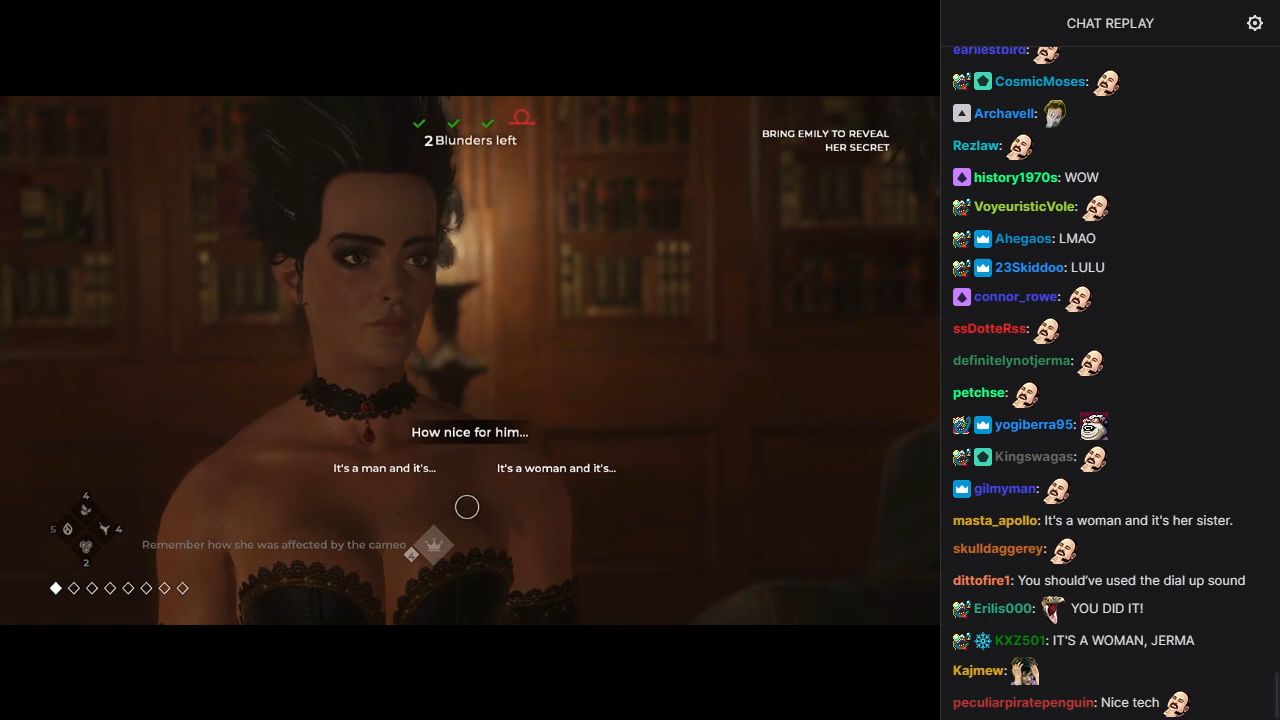 2 Blunders left
BRING EMILY TO REVEAL
HER SECRET
How nice for him...
It's a man and it's...
It's a woman and it's...
4
5
4
2
Remember how she was affected by the cameo
4
CHAT REPLAY
earliestbird:
CosmicMoses:
Archavell:
Rezlaw:
history1970s: WOW
VoyeuristicVole:
Ahegaos: LMAO
23Skiddoo: LULU
connor_rowe:
ssDotteRss:
definitelynotjerma:
petchse:
yogiberra95:
Kingswagas:
gilmyman:
masta_apollo: It's a woman and it's her sister.
skulldaggerey:
dittofire1: You should've used the dial up sound
Erilis000: YOU DID IT!
KXZ501: IT'S A WOMAN, JERMA
Kajmew:
peculiarpiratepenguin: Nice tech